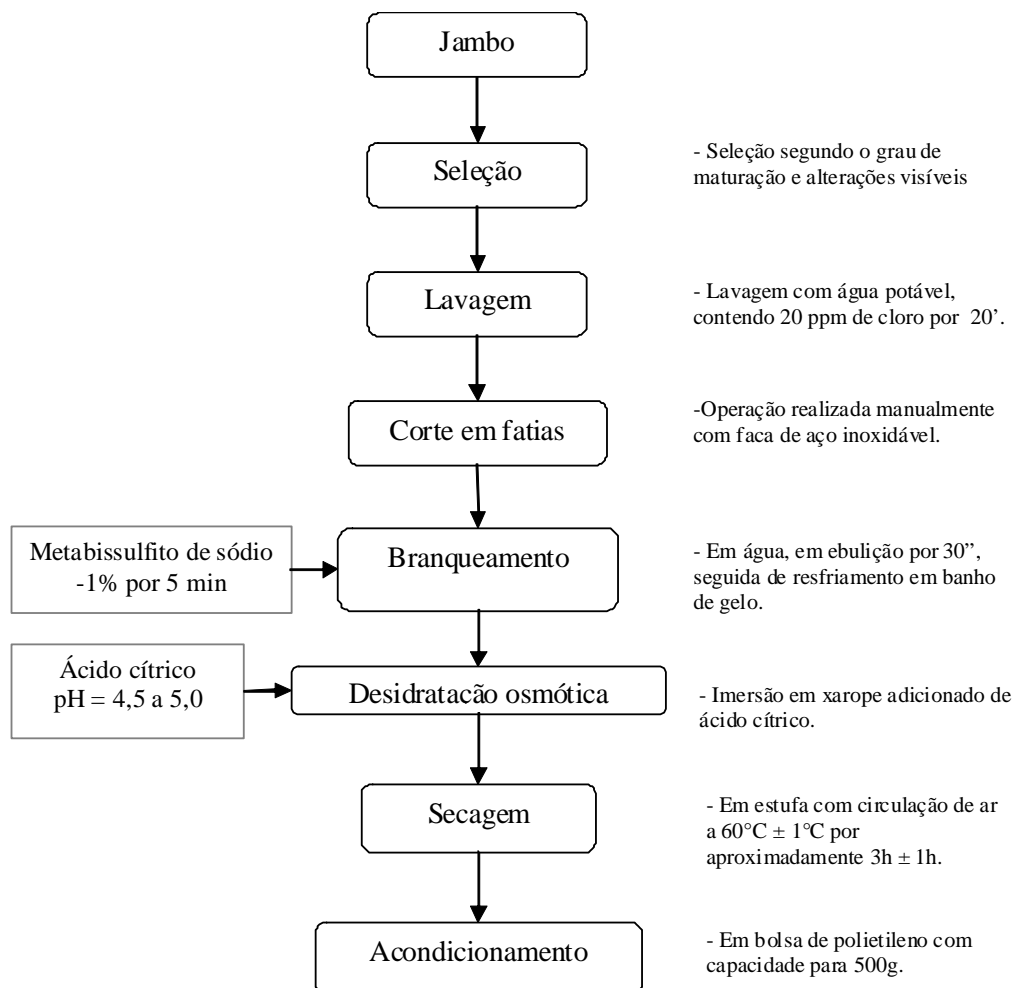 Jambo
Seleção
- Seleção segundo o grau de
maturação e alterações visíveis
Lavagem
- Lavagem com água potável,
contendo 20 ppm de cloro por 20’.
Corte em fatias
-Operação realizada manualmente
com faca de aço inoxidável.
Metabissulfito de sódio
-1% por 5 min
Branqueamento
- Em água, em ebulição por 30”,
seguida de resfriamento em banho
de gelo.
Ácido cítrico
pH = 4,5 a 5,0
Desidratação osmótica
- Imersão em xarope adicionado de
ácido cítrico.
Secagem
- Em estufa com circulação de ar
a 60°C ± 1°C por
aproximadamente 3h ± 1h.
Acondicionamento
- Em bolsa de polietileno com
capacidade para 500g.